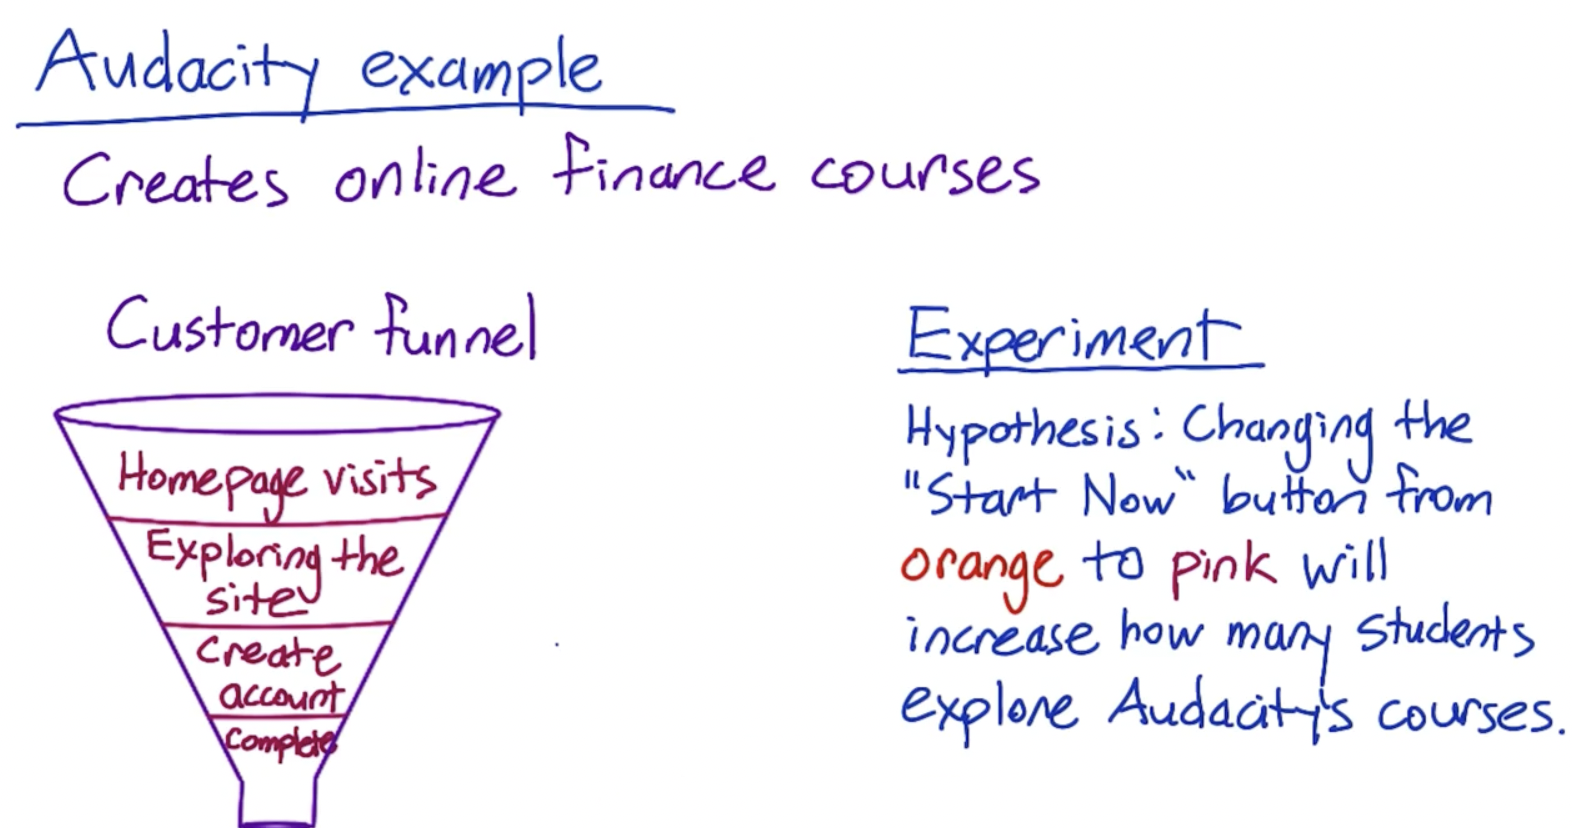 Audacity example
Creates online finance courses
Customer funnel
Homepage visits
Exploring the
site
Create
account
Complete
Experiment
Hypothesis: Changing the
"Start Now" button from
orange to pink will
increase how many students
explore Audacity's courses.